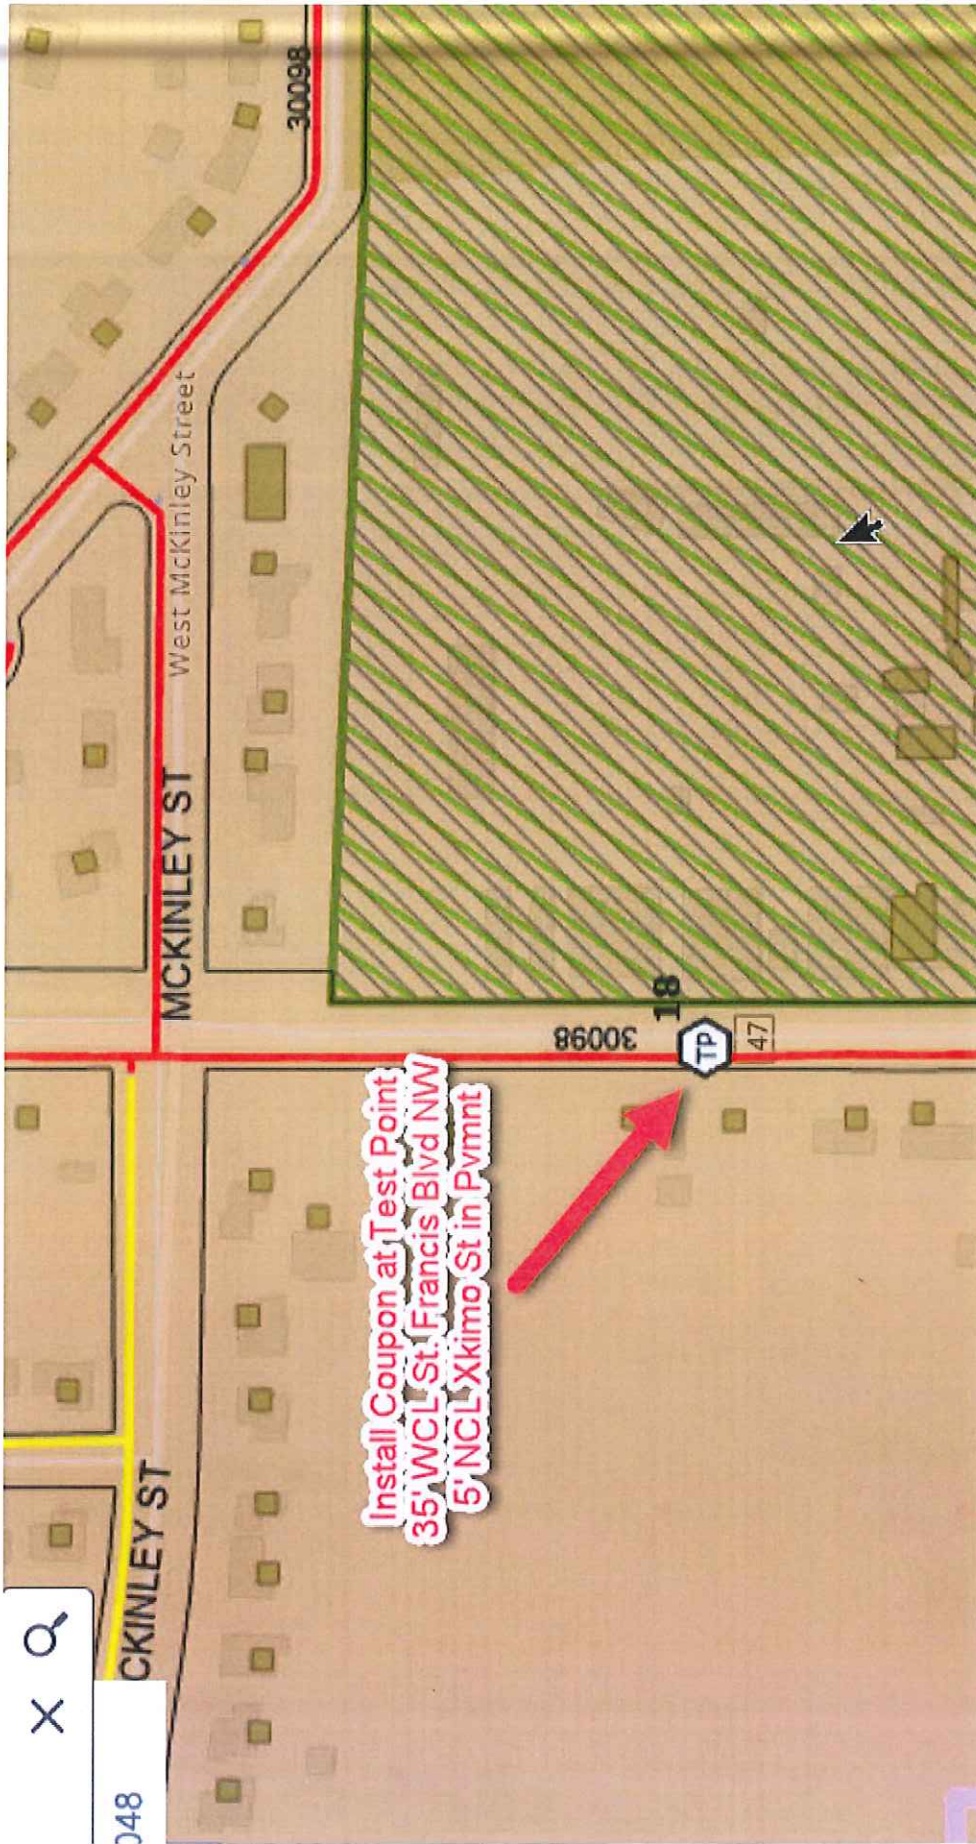 30098
West McKinley Street
MCKINLEY ST
CKINLEY ST
048
Install Coupon at Test Point
35' WCL St. Francis Blvd NW
5' NCL Xkimo St in Pvmnt
30098
18
TP
47